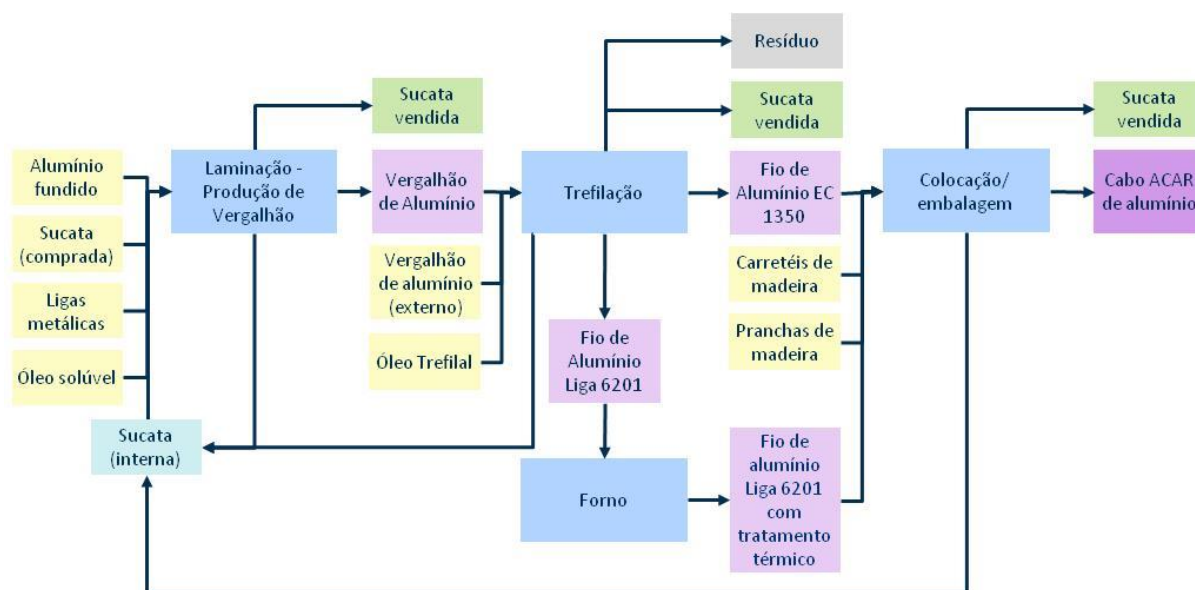 Resíduo
Sucata
vendida
Sucata
vendida
Sucata
vendida
Alumínio
fundido
Laminação -
Produção de
Vergalhão
Vergalhão
de Alumínio
Trefilação
Fio de
Alumínio EC
1350
Colocação/
embalagem
Cabo ACAR
de alumínio
Sucata
(comprada)
Vergalhão
de alumínio
(externo)
Carretéis de
madeira
Ligas
metálicas
Pranchas de
madeira
Óleo solúvel
Óleo Trefilal
Fio de
Alumínio
Liga 6201
Sucata
(interna)
Forno
Fio de
alumínio
Liga 6201
com
tratamento
térmico